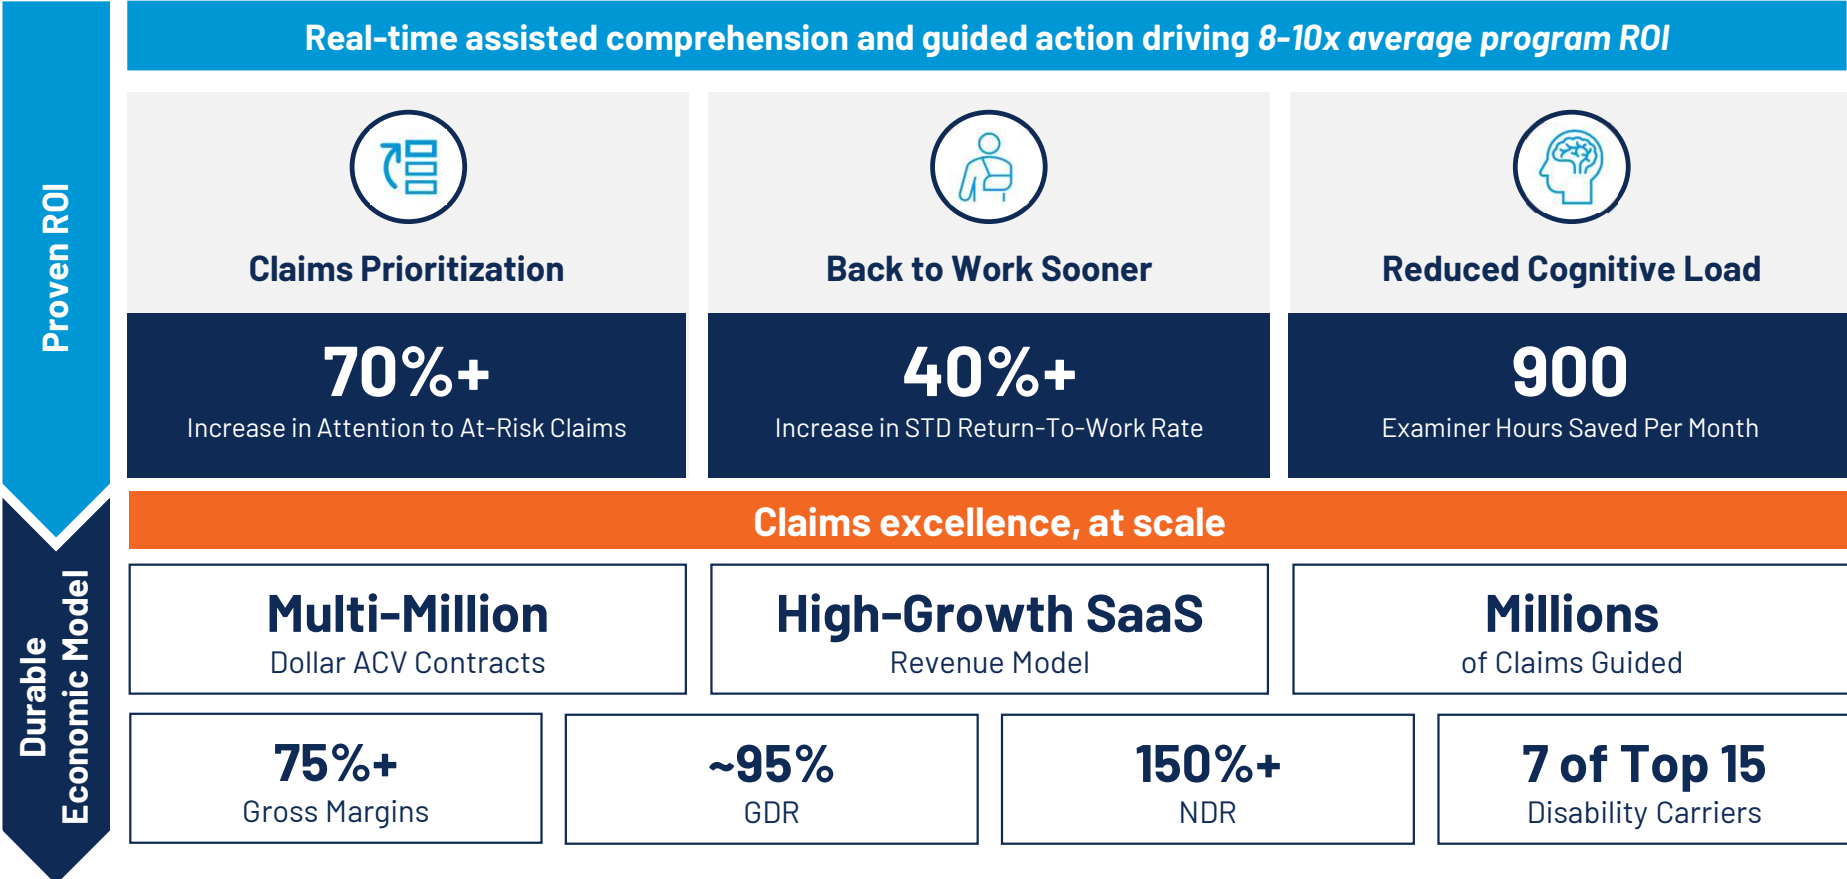 Real-time assisted comprehension and guided action driving 8-10x average program ROI
Proven ROI
Claims Prioritization
70%+
Increase in Attention to At-Risk Claims
Back to Work Sooner
40%+
Increase in STD Return-To-Work Rate
Reduced Cognitive Load
900
Examiner Hours Saved Per Month
Claims excellence, at scale
Durable
Economic Model
Multi-Million
Dollar ACV Contracts
High-Growth SaaS
Revenue Model
Millions
of Claims Guided
75%+
Gross Margins
~95%
GDR
150%+
NDR
7 of Top 15
Disability Carriers